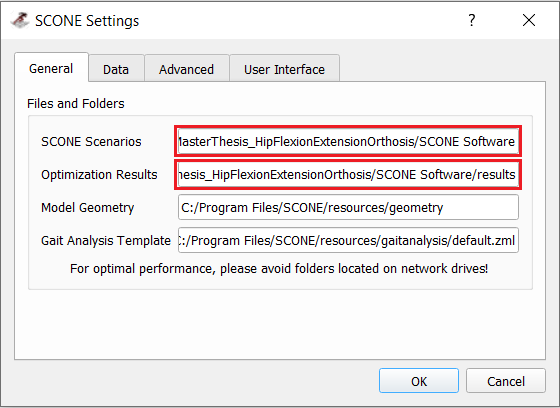 SCONE Settings
General Data Advanced User Interface
Files and Folders
SCONE Scenarios MasterThesis_HipFlexionExtensionOrthosis/SCONE Software
Optimization Results hesis_HipFlexionExtensionOrthosis/SCONE Software/results
Model Geometry C:/Program Files/SCONE/resources/geometry
Gait Analysis Template C:/Program Files/SCONE/resources/gaitanalysis/default.zml
For optimal performance, please avoid folders located on network drives!
OK Cancel